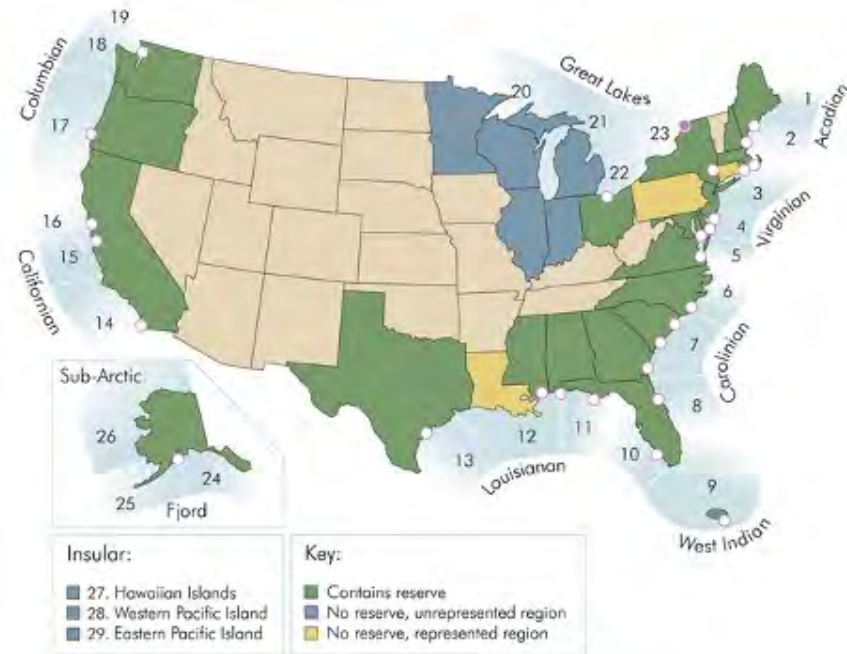 19
18
Columbian
17
16
15
Californian
14
20
Great Lakes
21
23
22
1
Acadian
2
3
Virginian
4
5
6
Carolinian
7
8
Sub-Arctic
26
24
25
Fjord
13
12
Louisianan
11
10
9
West Indian
Insular:
27. Hawaiian Islands
28. Western Pacific Island
29. Eastern Pacific Island
Key:
Contains reserve
No reserve, unrepresented region
No reserve, represented region